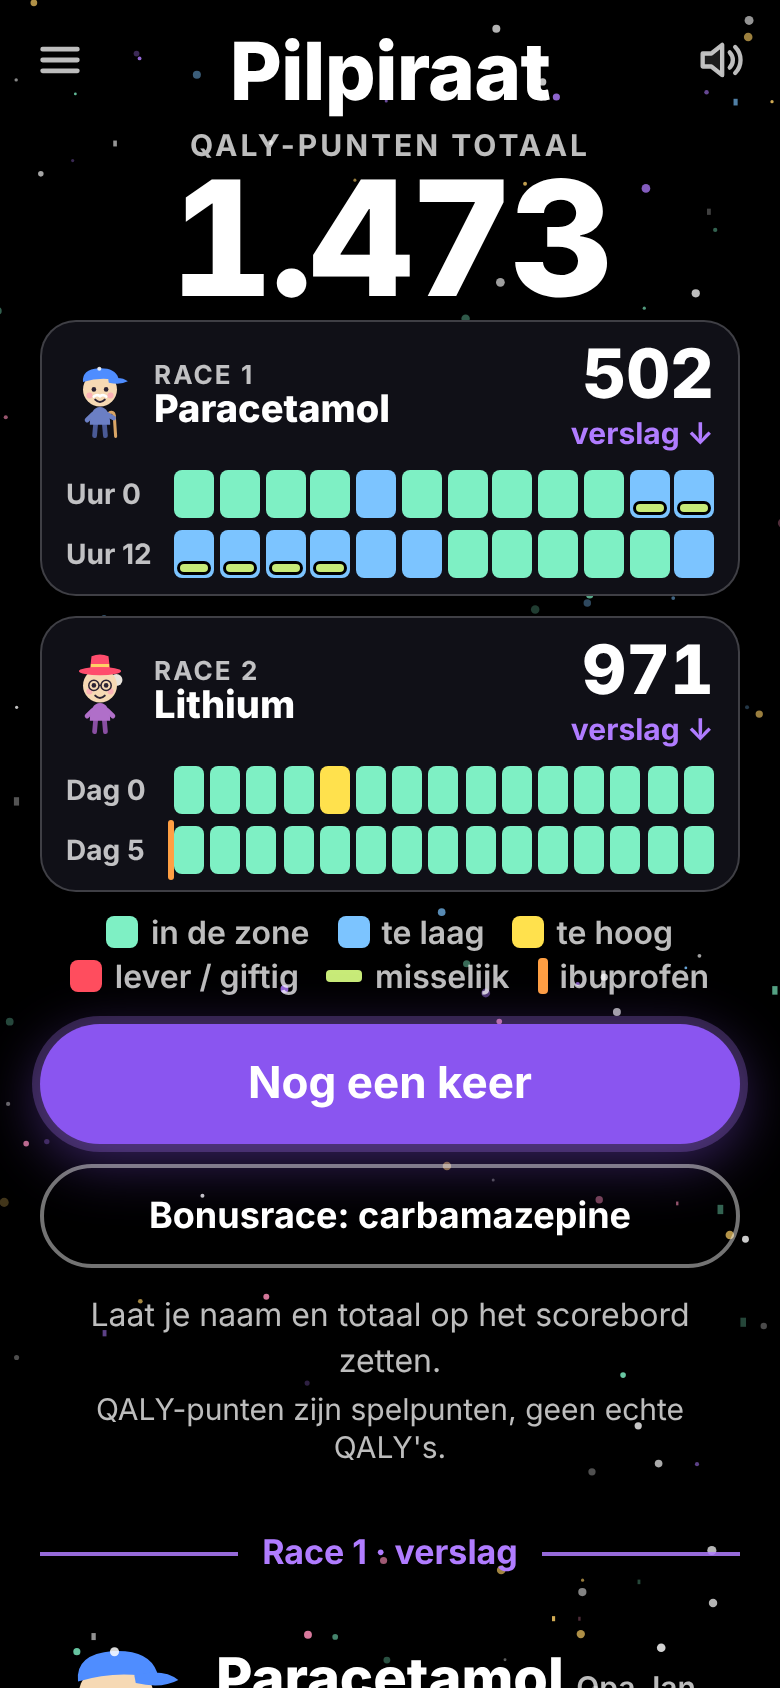 Pilpiraat
QALY-PUNTEN TOTAAL
1.473
RACE 1
Paracetamol
502
verslag ↓
Uur 0
Uur 12
RACE 2
Lithium
971
verslag ↓
Dag 0
Dag 5
in de zone te laag te hoog
lever / giftig misselijk ibuprofen
Nog een keer
Bonusrace: carbamazepine
Laat je naam en totaal op het scorebord
zetten.
QALY-punten zijn spelpunten, geen echte
QALY's.
Race 1 · verslag
Paracetamol Opa Jan